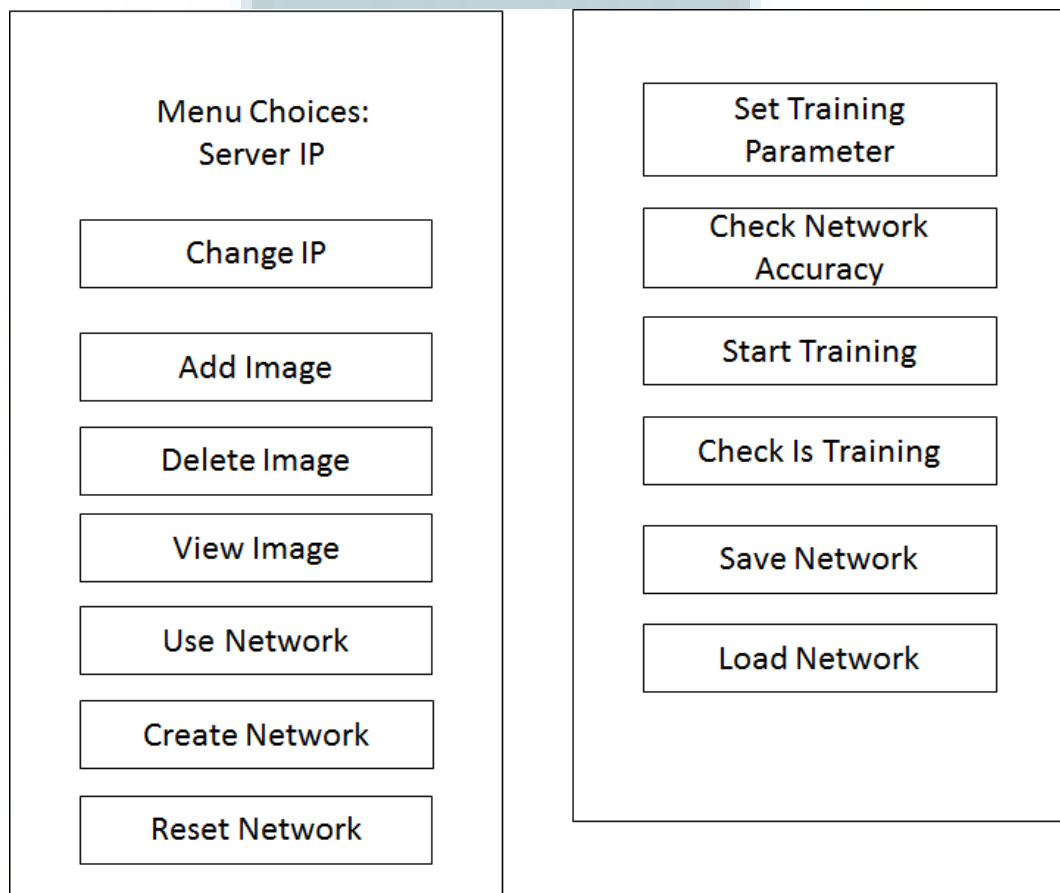 Menu Choices:
Server IP
Change IP
Add Image
Delete Image
View Image
Use Network
Create Network
Reset Network
Set Training
Parameter
Check Network
Accuracy
Start Training
Check Is Training
Save Network
Load Network